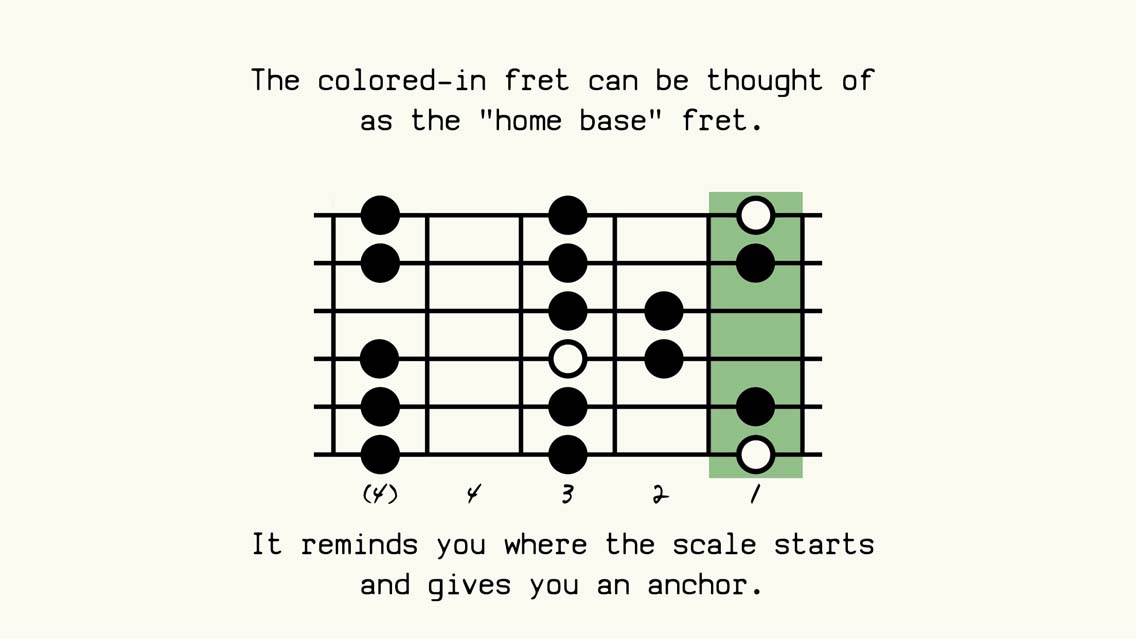 The colored-in fret can be thought of
as the "home base" fret.
(4) 4 3 2 1
It reminds you where the scale starts
and gives you an anchor.